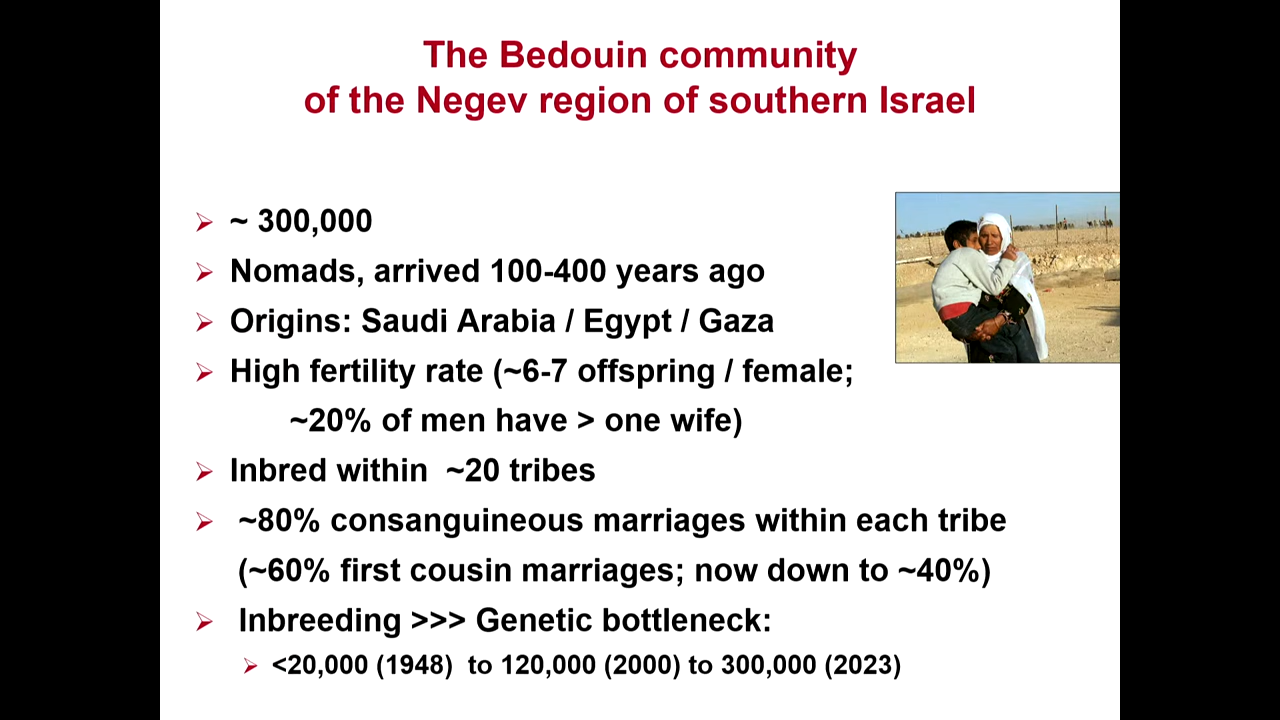 The Bedouin community
of the Negev region of southern Israel
~ 300,000
Nomads, arrived 100-400 years ago
Origins: Saudi Arabia / Egypt / Gaza
High fertility rate (~6-7 offspring / female;
~20% of men have > one wife)
Inbred within ~20 tribes
~80% consanguineous marriages within each tribe
(~60% first cousin marriages; now down to ~40%)
Inbreeding >>> Genetic bottleneck:
<20,000 (1948) to 120,000 (2000) to 300,000 (2023)